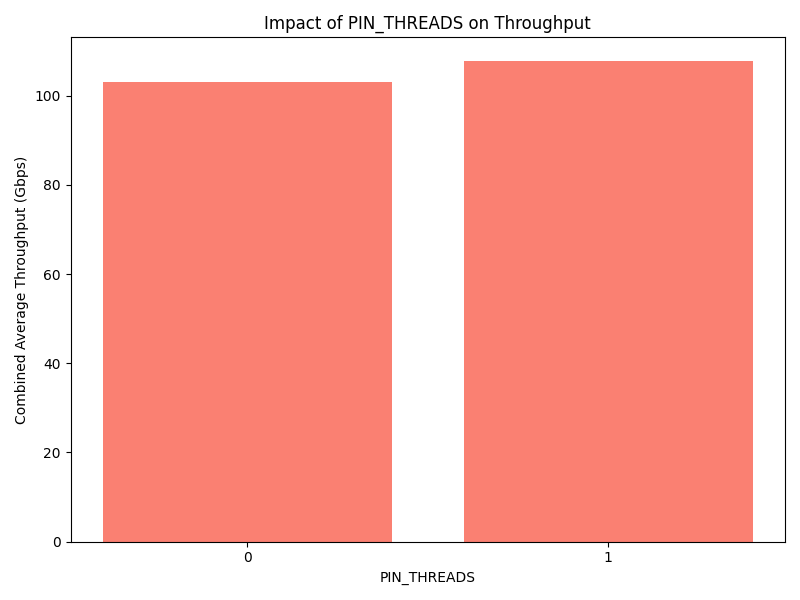 Impact of PIN_THREADS on Throughput
Combined Average Throughput (Gbps)
100
80
60
40
20
0
0 1
PIN_THREADS